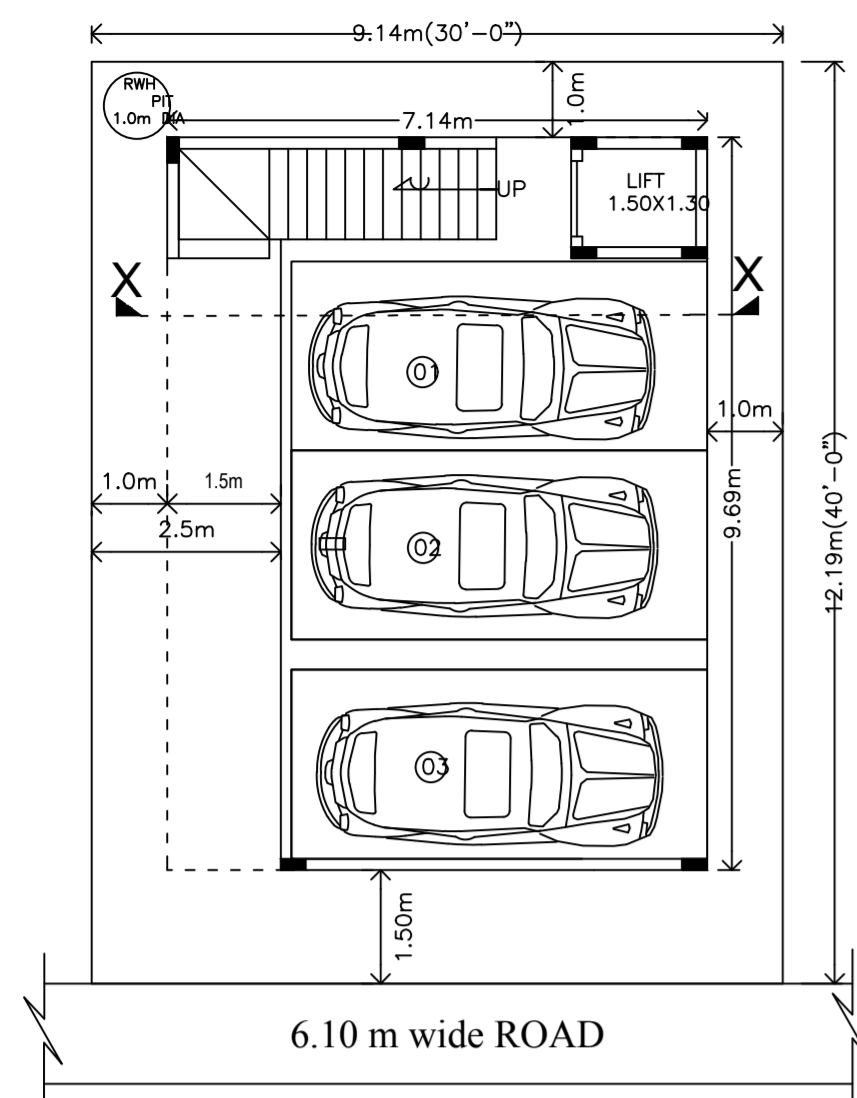 9.14m(30'-0")
RWH
PIT
1.0m DIA
1.0m
7.14m
UP
LIFT
1.50X1.30
X
X
01
1.0m
1.0m
1.5m
2.5m
02
9.69m
12.19m(40'-0")
03
1.50m
6.10 m wide ROAD